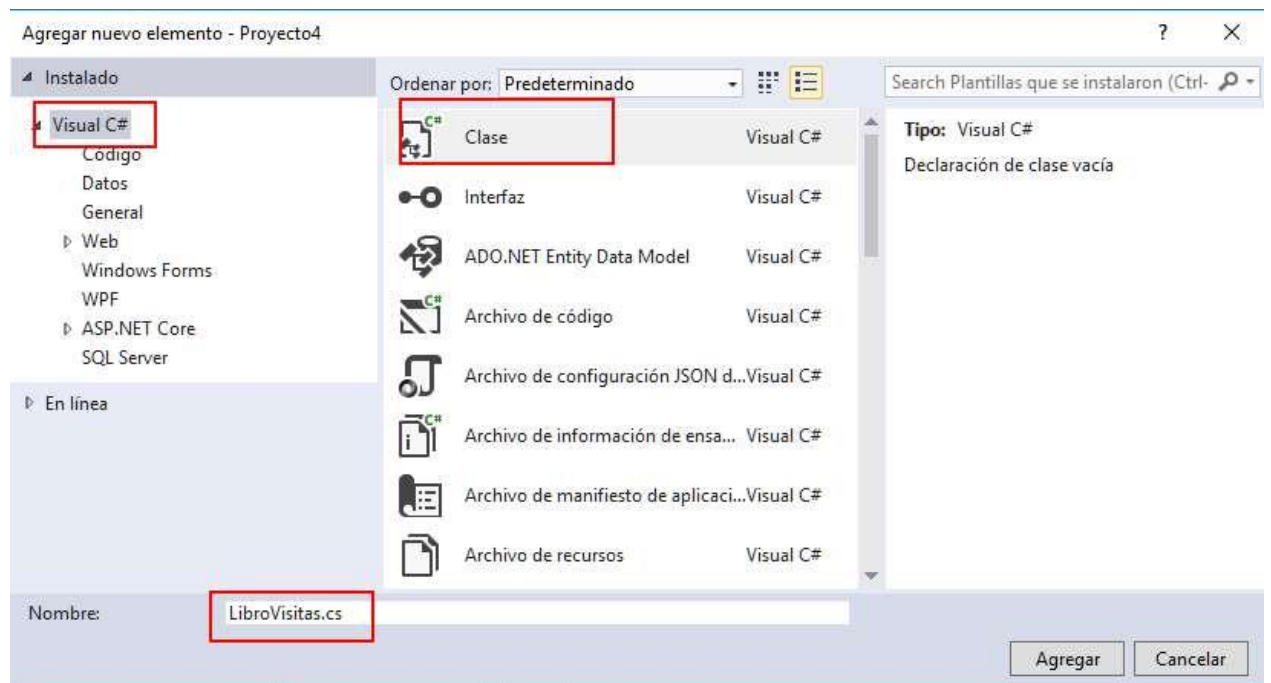 Agregar nuevo elemento - Proyecto4
? X
Instalado
Visual C#
Código
Datos
General
Web
Windows Forms
WPF
ASP.NET Core
SQL Server
En línea
Ordenar por: Predeterminado
C# Clase Visual C#
Interfaz Visual C#
ADO.NET Entity Data Model Visual C#
C# Archivo de código Visual C#
Archivo de configuración JSON d...Visual C#
C# Archivo de información de ensa... Visual C#
Archivo de manifiesto de aplicaci...Visual C#
Archivo de recursos Visual C#
Search Plantillas que se instalaron (Ctrl-
Tipo: Visual C#
Declaración de clase vacía
Nombre: LibroVisitas.cs
Agregar Cancelar